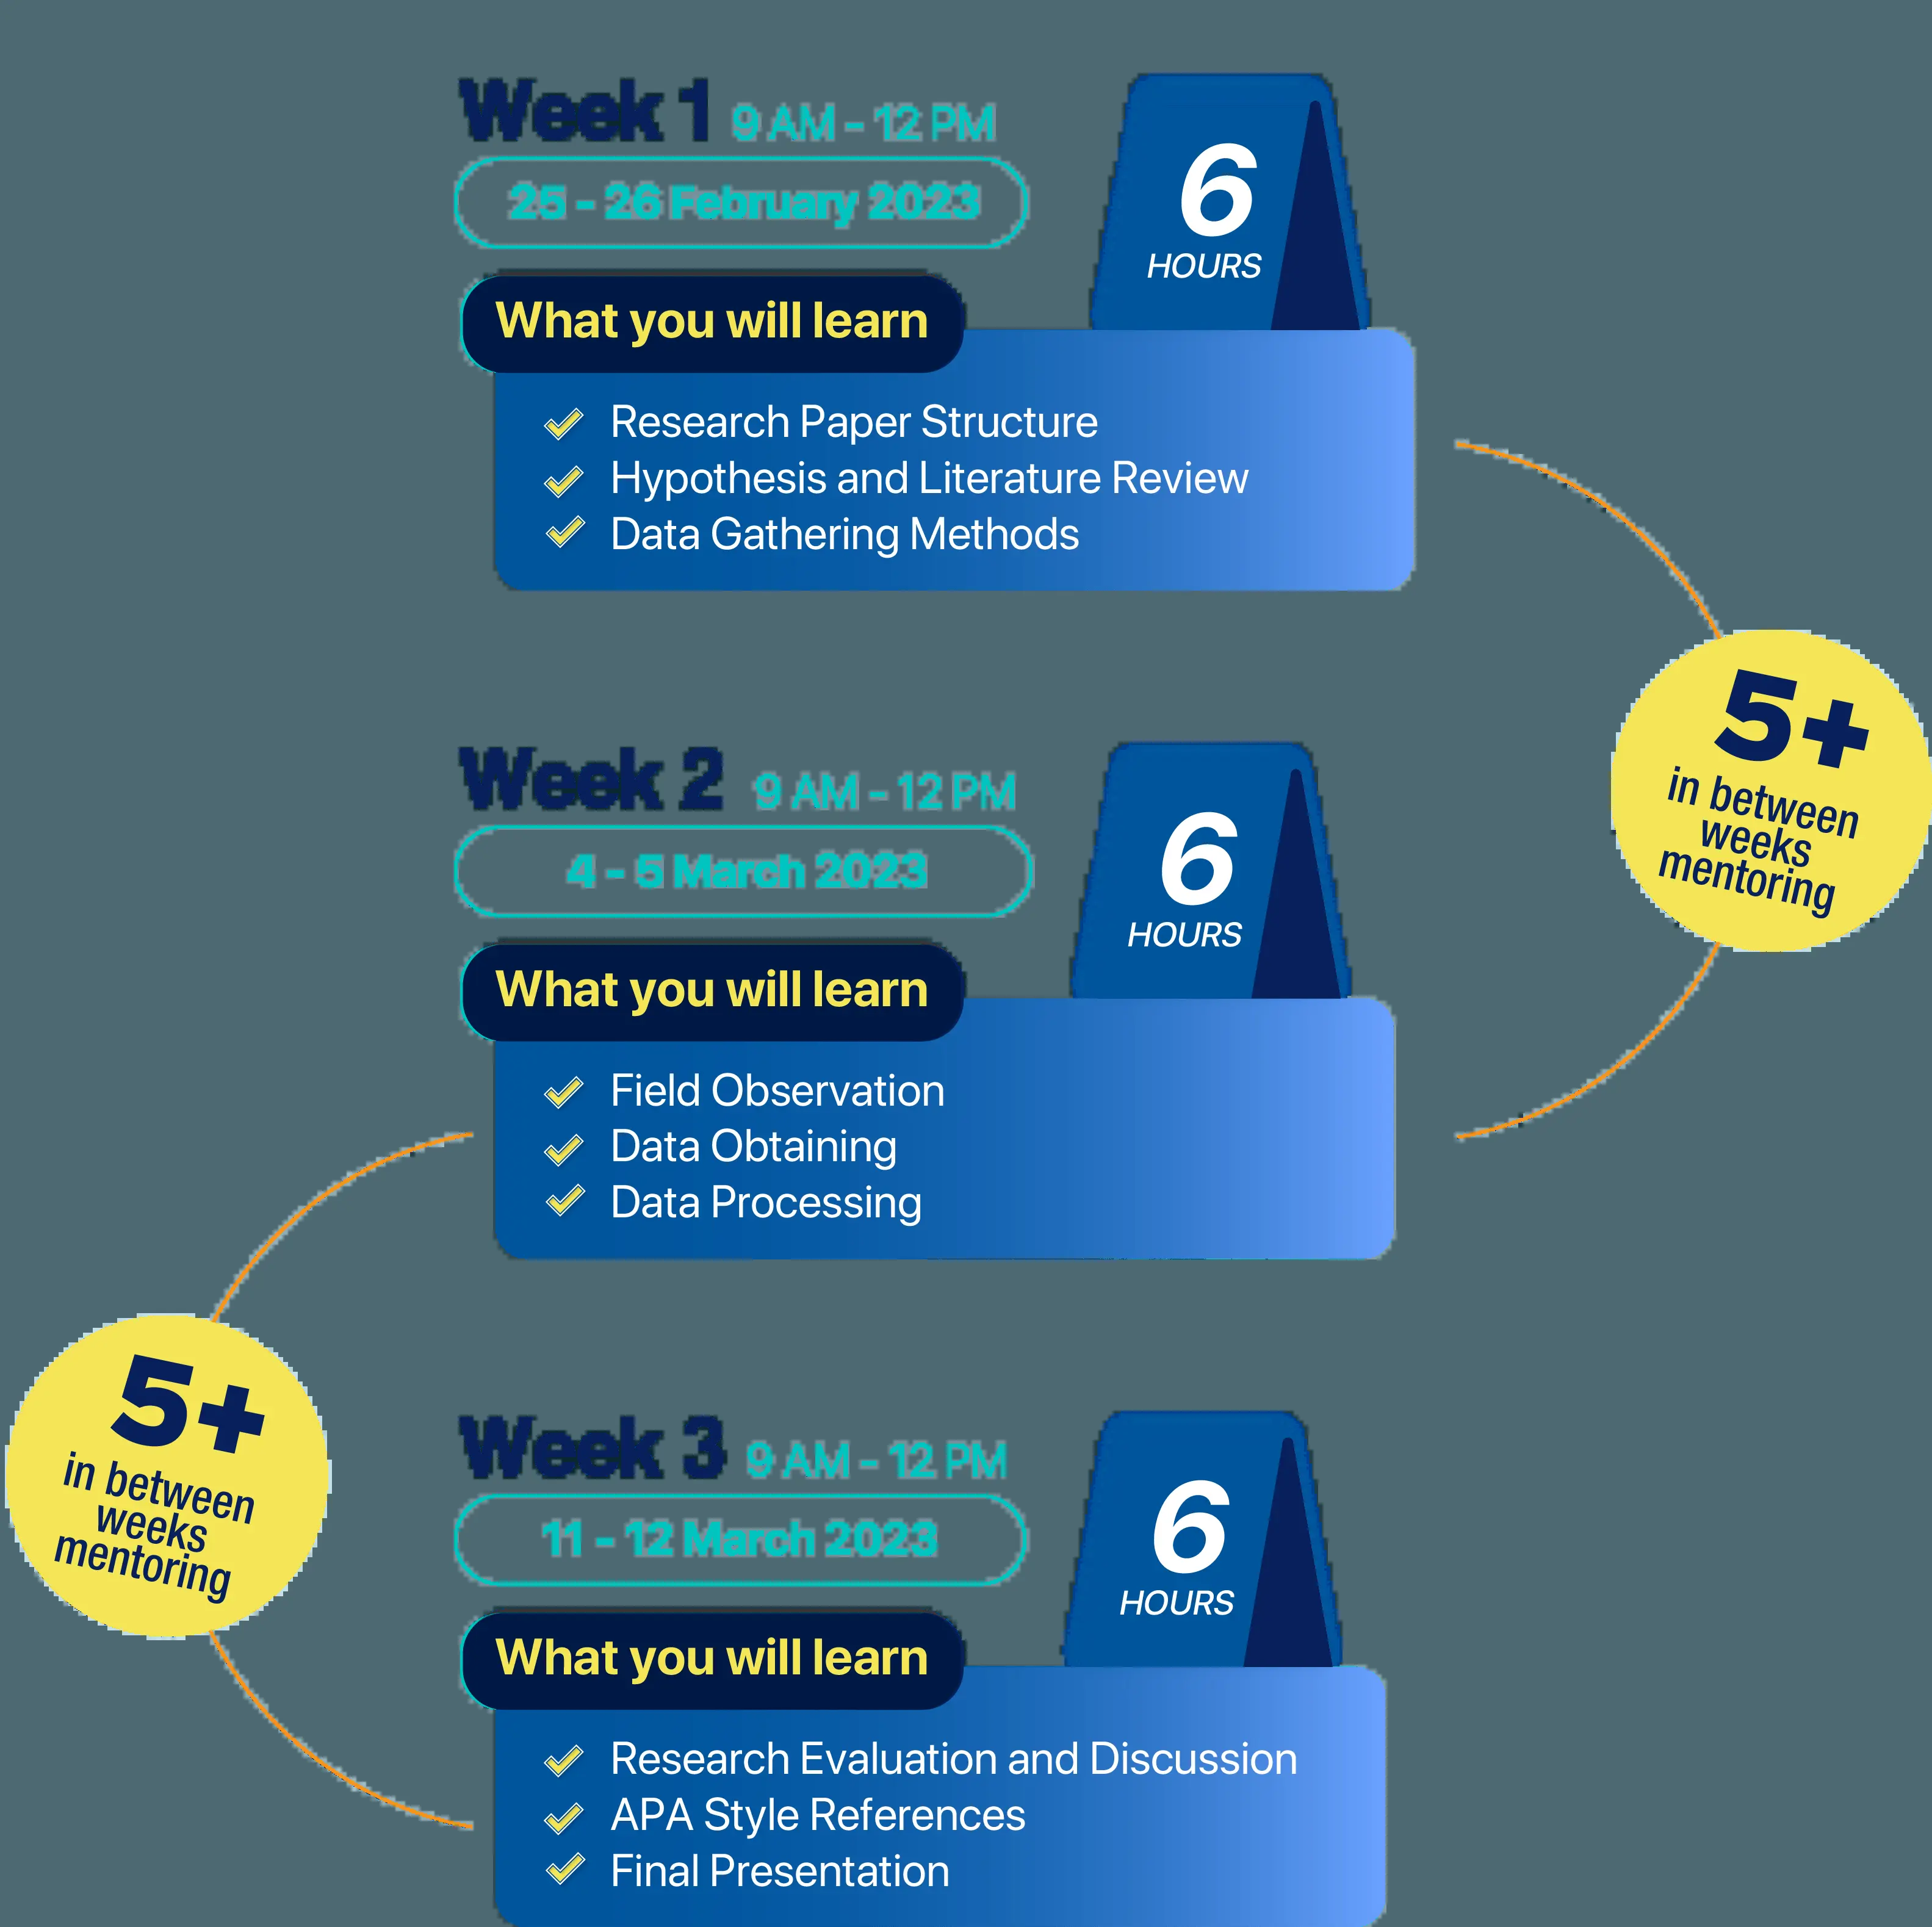 Week 1 9 AM - 12 PM
25 - 26 February 2023
6
HOURS
What you will learn
Research Paper Structure
Hypothesis and Literature Review
Data Gathering Methods
5+
in between
weeks
mentoring
Week 2 9 AM - 12 PM
4 - 5 March 2023
6
HOURS
What you will learn
Field Observation
Data Obtaining
Data Processing
5+
in between
weeks
mentoring
Week 3 9 AM - 12 PM
11 - 12 March 2023
6
HOURS
What you will learn
Research Evaluation and Discussion
APA Style References
Final Presentation